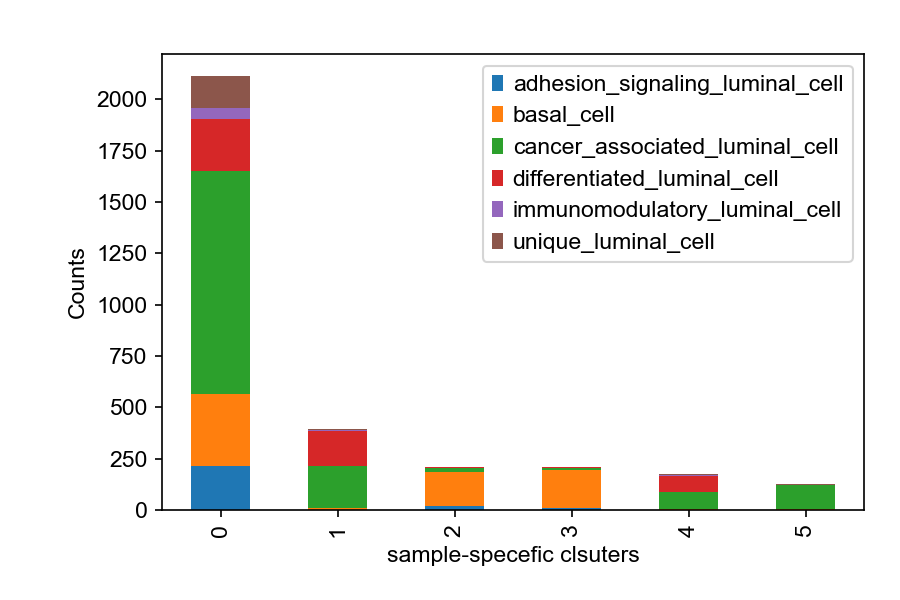 2000
1750
1500
1250
1000
750
500
250
0
Counts
adhesion_signaling_luminal_cell
basal_cell
cancer_associated_luminal_cell
differentiated_luminal_cell
immunomodulatory_luminal_cell
unique_luminal_cell
0 1 2 3 4 5
sample-specefic clsuters